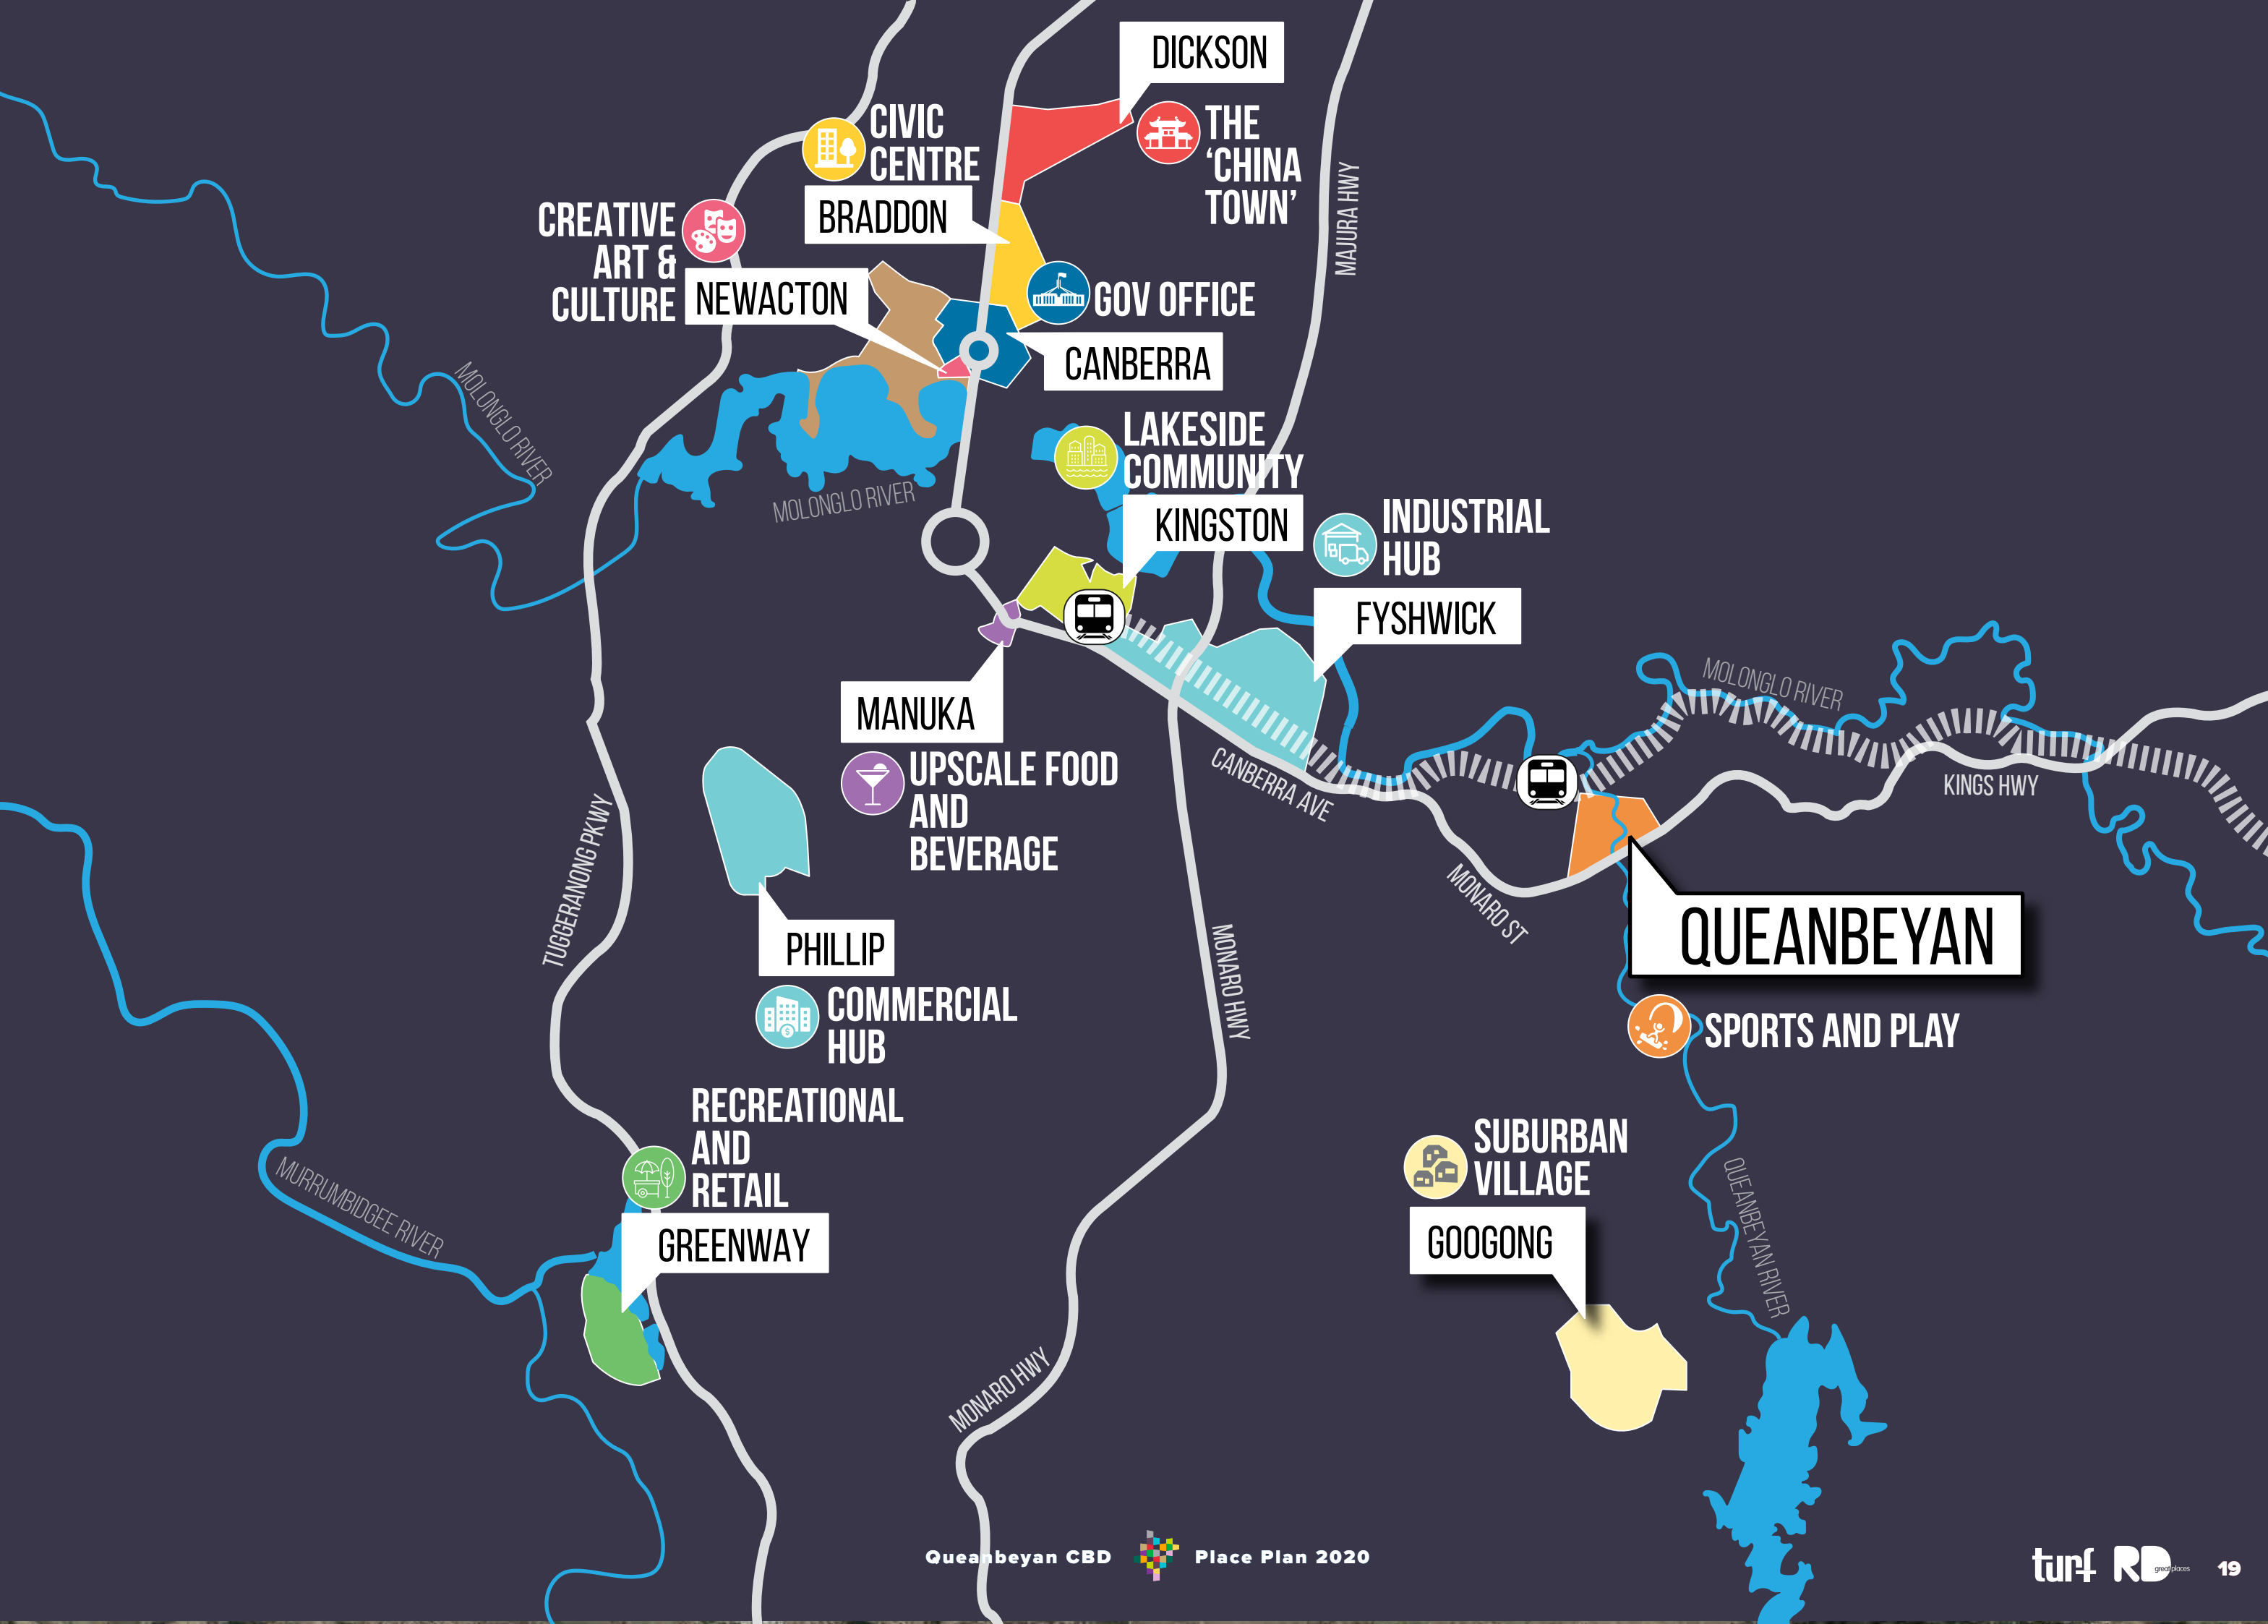 DICKSON
THE
‘CHINA
TOWN’
CIVIC
CENTRE
BRADDON
CREATIVE
ART &
CULTURE
NEWACTON
GOV OFFICE
CANBERRA
MAJURA HWY
MOLONGLO RIVER
MOLONGLO RIVER
LAKESIDE
COMMUNITY
KINGSTON
INDUSTRIAL
HUB
FYSHWICK
MANUKA
UPSCALE FOOD
AND
BEVERAGE
CANBERRA AVE
MOLONGLO RIVER
KINGS HWY
TUGGERANONG PKWY
PHILLIP
COMMERCIAL
HUB
MONARO HWY
MONARO ST
QUEANBEYAN
SPORTS AND PLAY
RECREATIONAL
AND
RETAIL
GREENWAY
MURRUMBIDGEE RIVER
SUBURBAN
VILLAGE
GOOGONG
QUEANBEYAN RIVER
MONARO HWY
Queanbeyan CBD
Place Plan 2020
turf
RD
great places
19
$